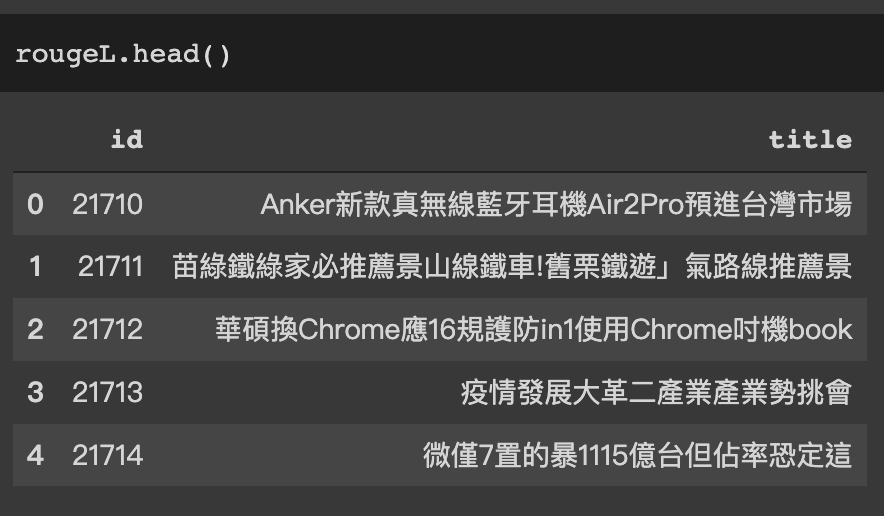 rougeL.head()
id title
0 21710 Anker新款真無線藍牙耳機Air2Pro預進台灣市場
1 21711 苗綠鐵綠家必推薦景山線鐵車!舊栗鐵遊」氣路線推薦景
2 21712 華碩換Chrome應16規護防in1使用Chrome吋機book
3 21713 疫情發展大革二產業產業勢挑會
4 21714 微僅7置的暴1115億台但佔率恐定這